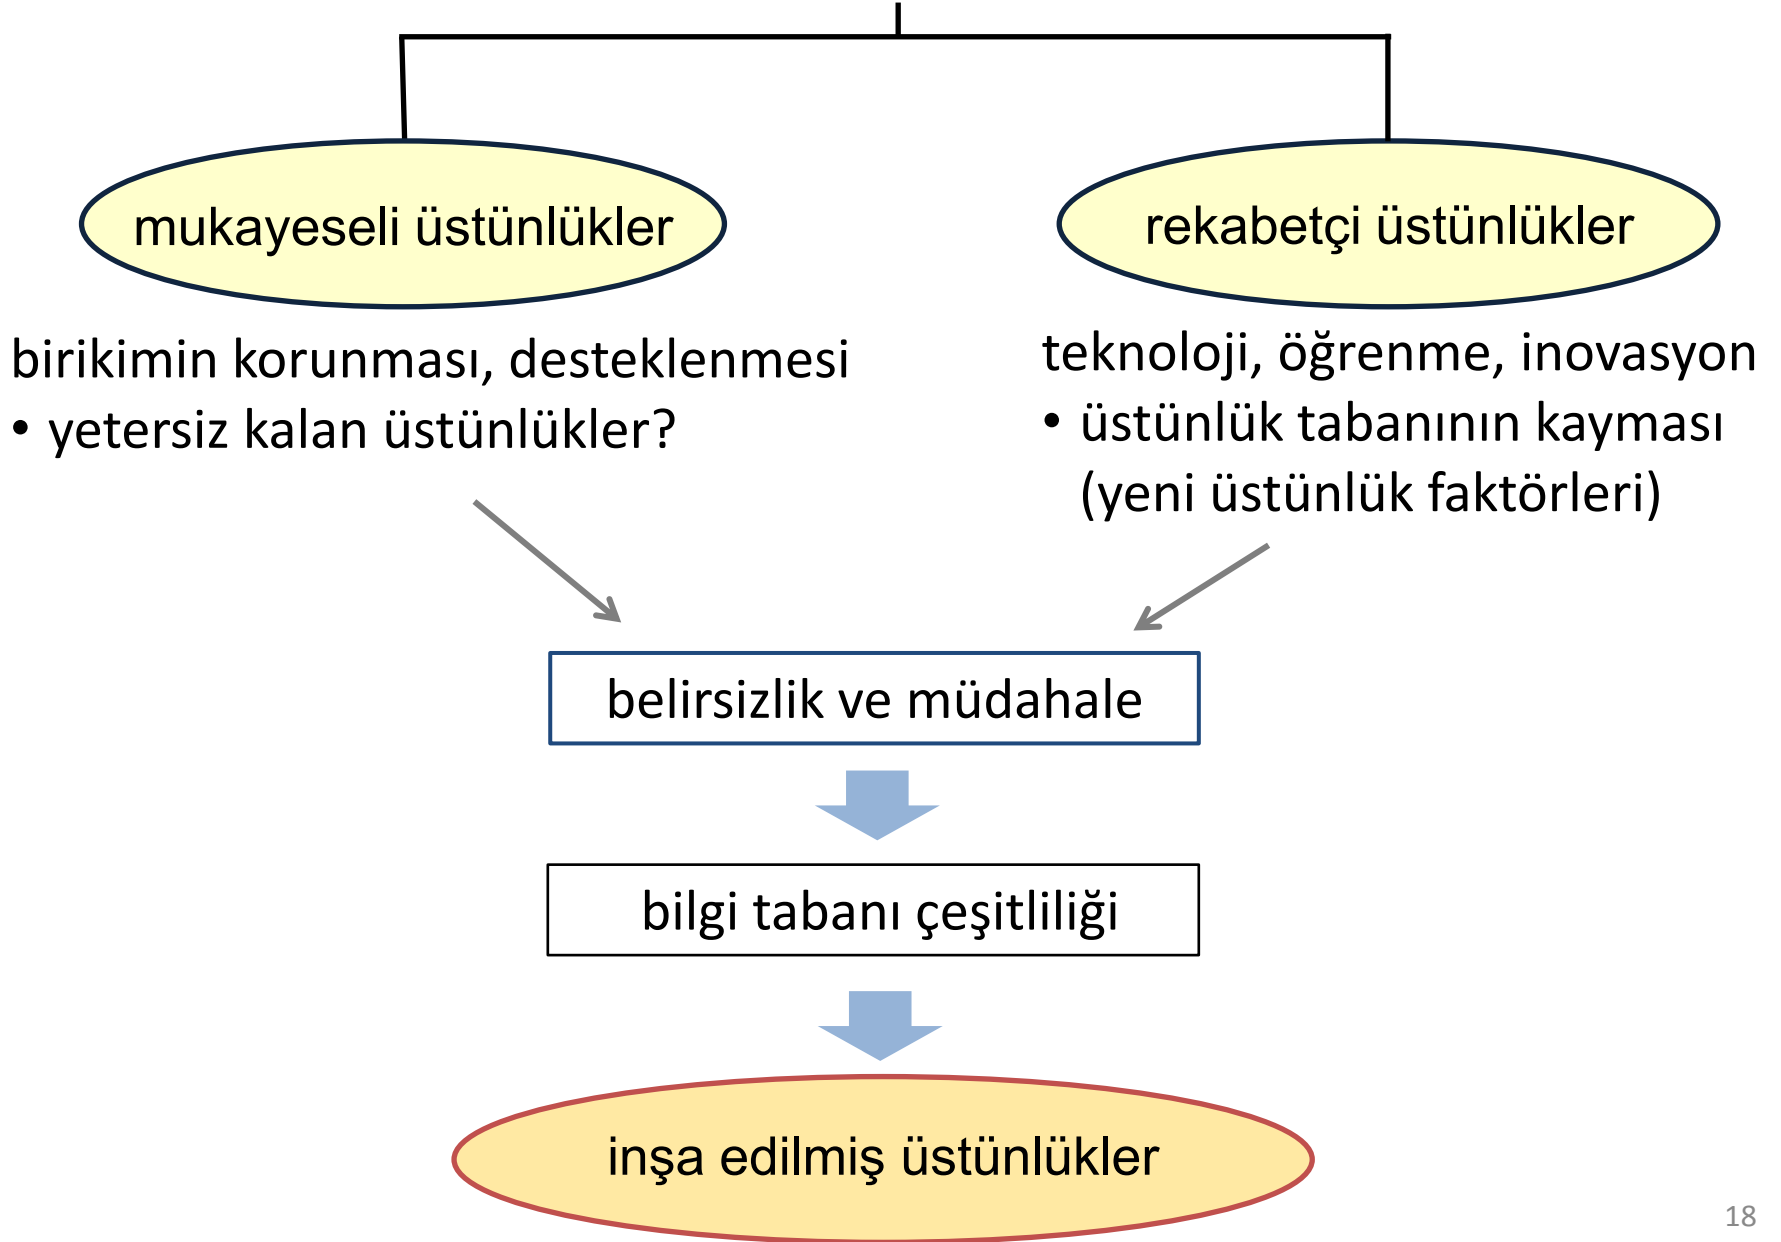 mukayeseli üstünlükler
rekabetçi üstünlükler
birikimin korunması, desteklenmesi
• yetersiz kalan üstünlükler?
teknoloji, öğrenme, inovasyon
• üstünlük tabanının kayması
(yeni üstünlük faktörleri)
belirsizlik ve müdahale
bilgi tabanı çeşitliliği
inşa edilmiş üstünlükler
18